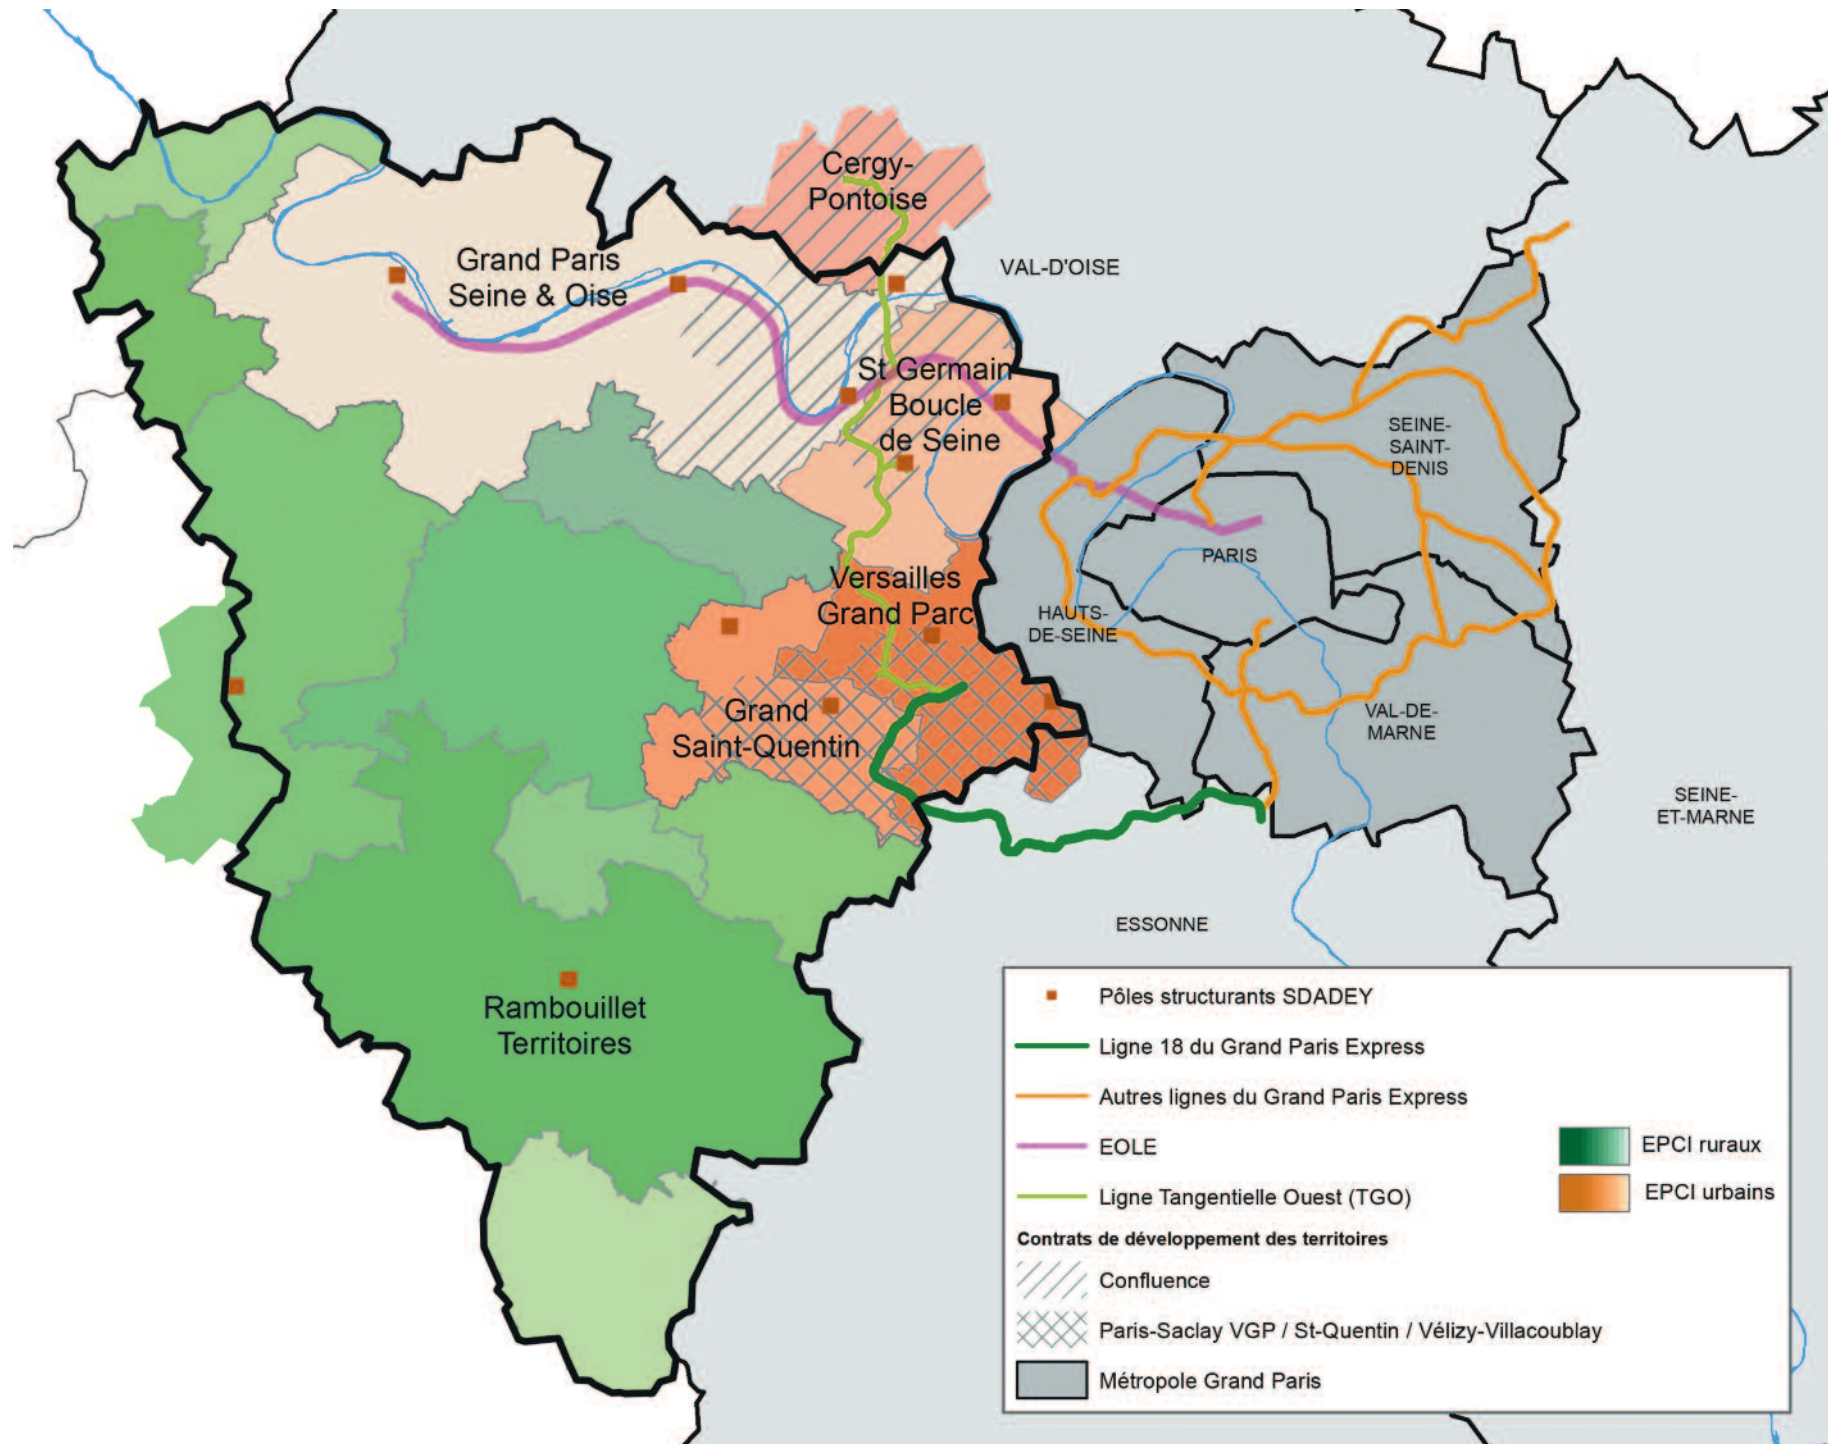 Cergy-
Pontoise
Grand Paris
Seine & Oise
VAL-D'OISE
St Germain
Boucle
de Seine
SEINE-
SAINT-
DENIS
PARIS
Versailles
Grand Parc
HAUTS-
DE-SEINE
Grand
Saint-Quentin
VAL-DE-
MARNE
SEINE-
ET-MARNE
ESSONNE
Rambouillet
Territoires
Pôles structurants SDADEY
Ligne 18 du Grand Paris Express
Autres lignes du Grand Paris Express
EOLE
Ligne Tangentielle Ouest (TGO)
EPCI ruraux
EPCI urbains
Contrats de développement des territoires
Confluence
Paris-Saclay VGP / St-Quentin / Vélizy-Villacoublay
Métropole Grand Paris